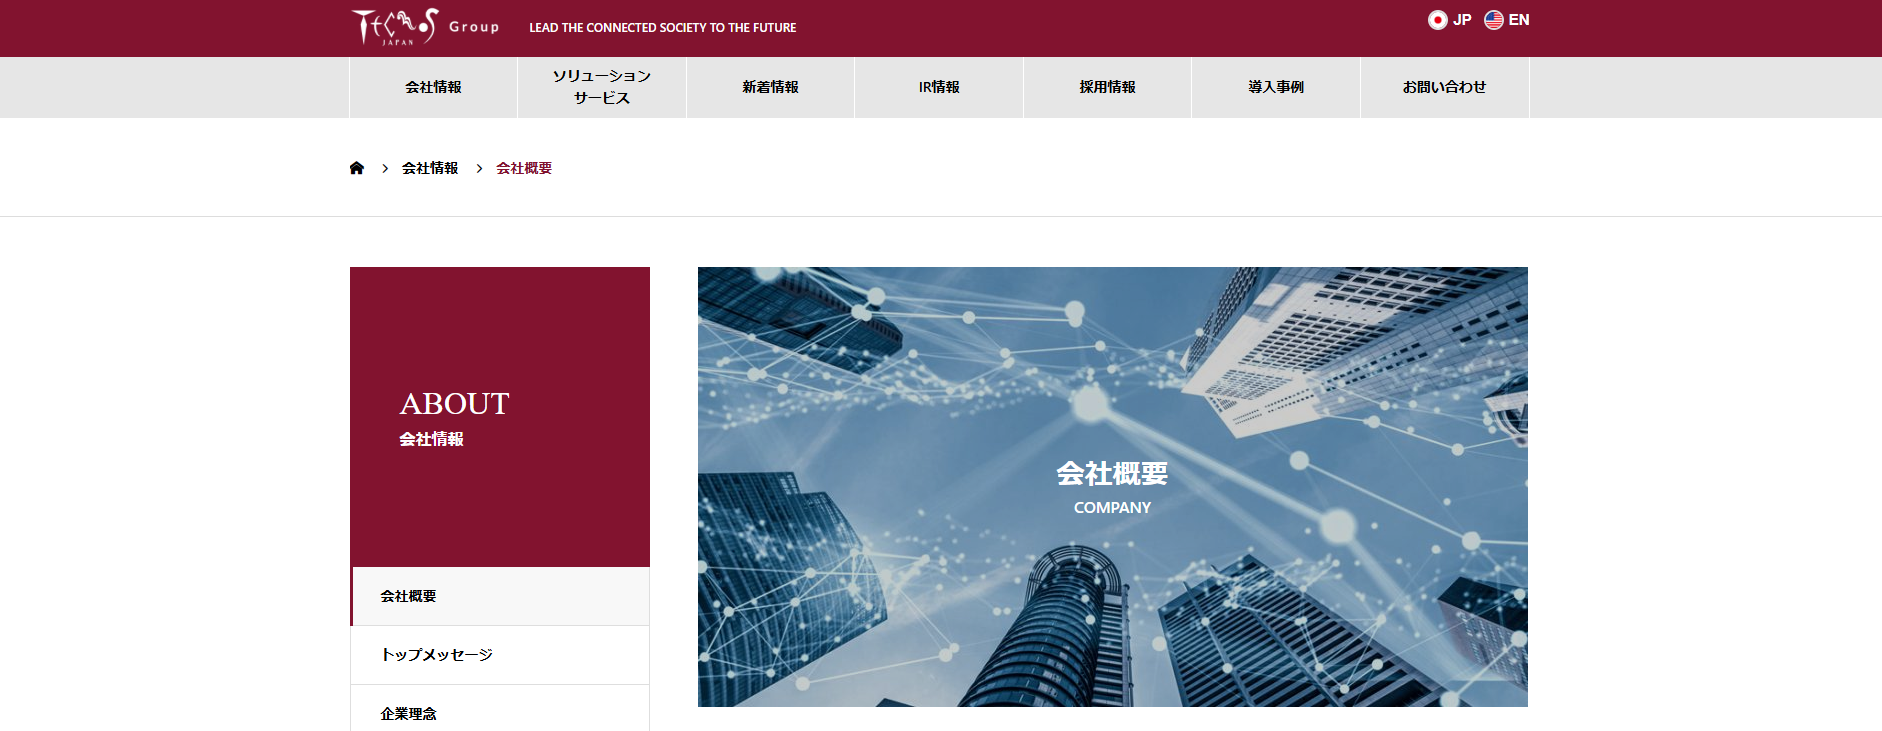 TECNOS JAPAN Group
LEAD THE CONNECTED SOCIETY TO THE FUTURE
JP
EN
会社情報
ソリューション
サービス
新着情報
IR情報
採用情報
導入事例
お問い合わせ
会社情報
会社概要
ABOUT
会社情報
会社概要
COMPANY
会社概要
トップメッセージ
企業理念